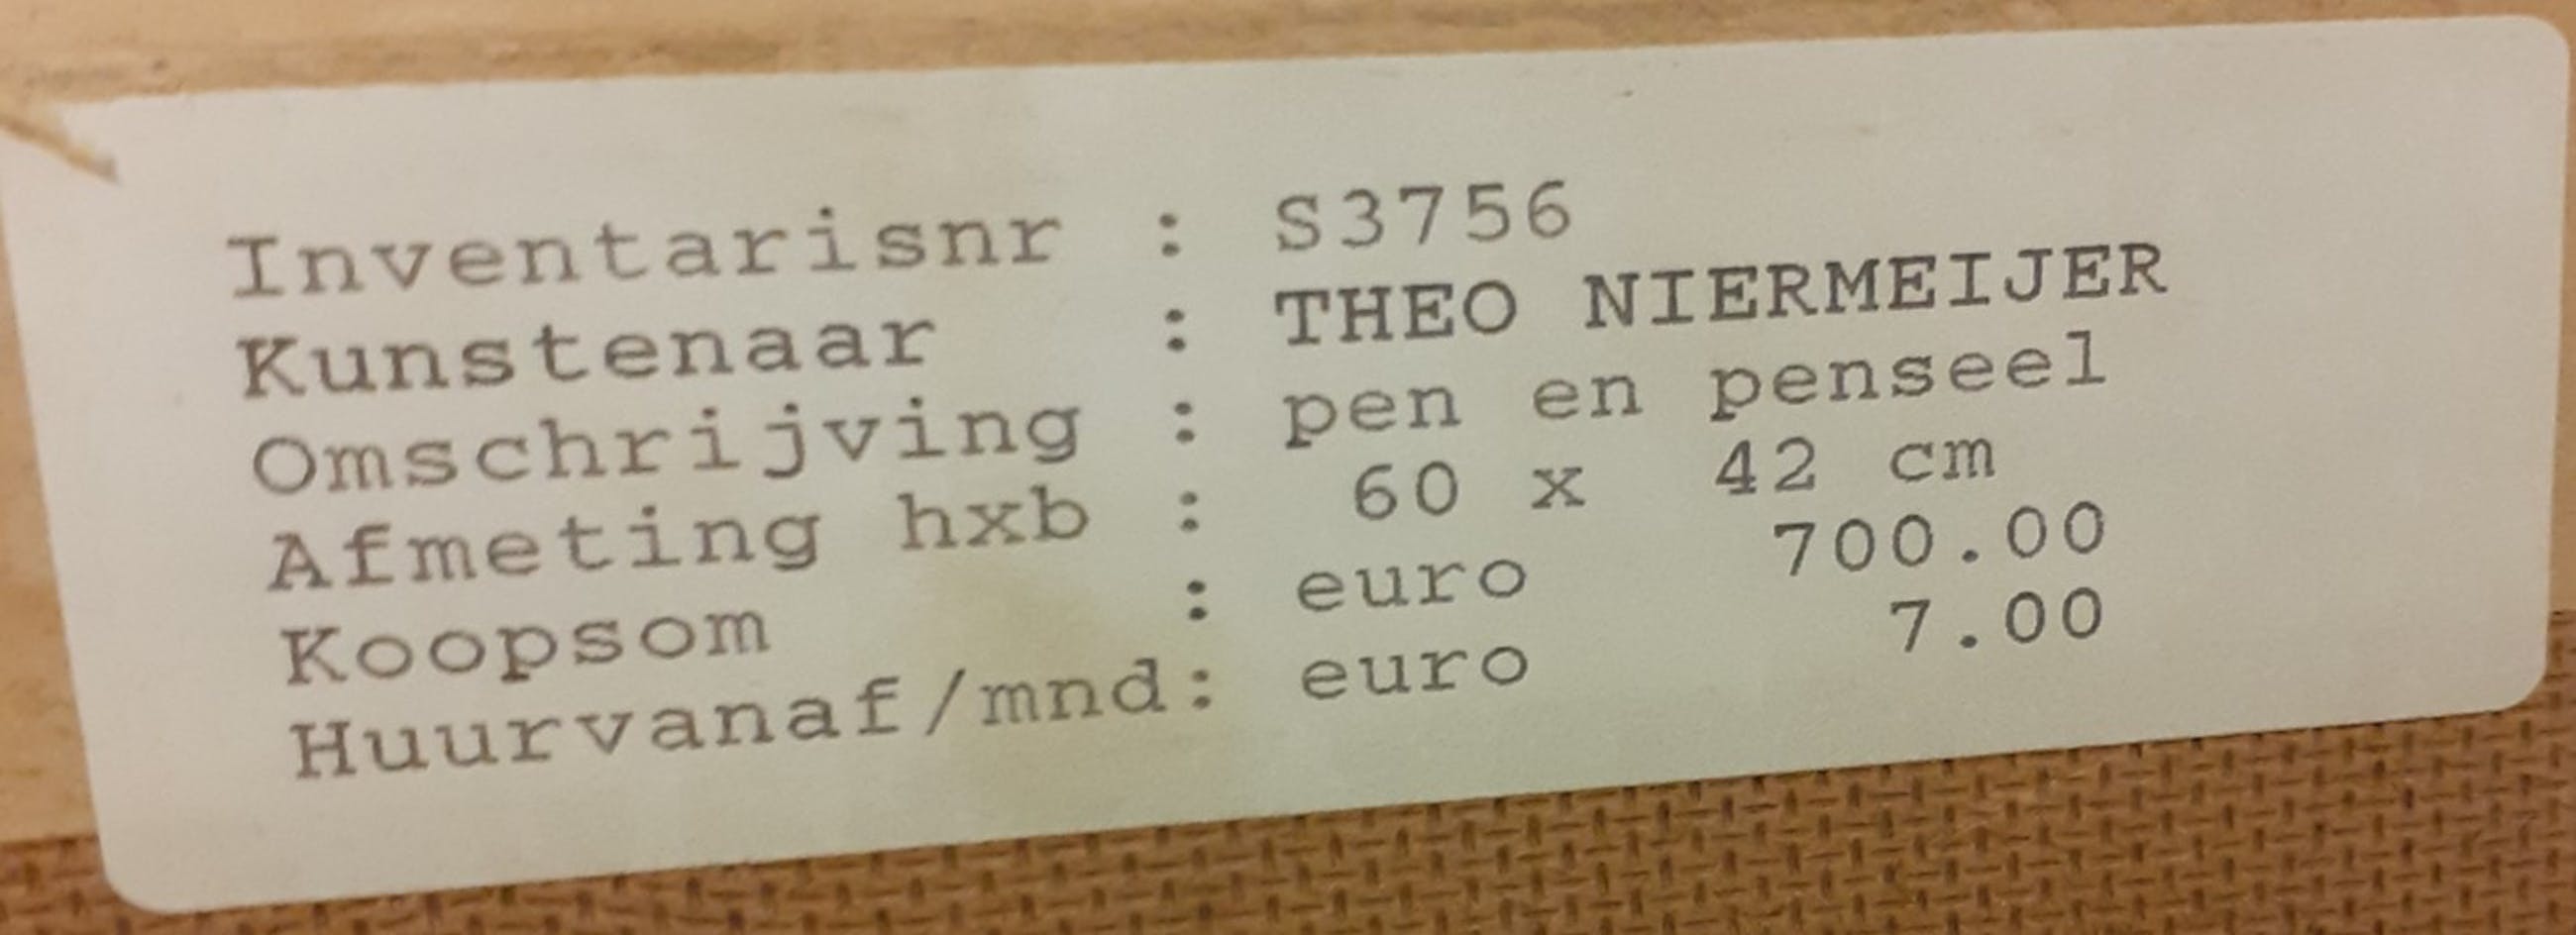 Inventarisnr : S3756
Kunstenaar : THEO NIERMEIJER
Omschrijving : pen en penseel
Afmeting hxb : 60 x 42 cm
Koopsom : euro 700.00
Huurvanaf/mnd: euro 7.00